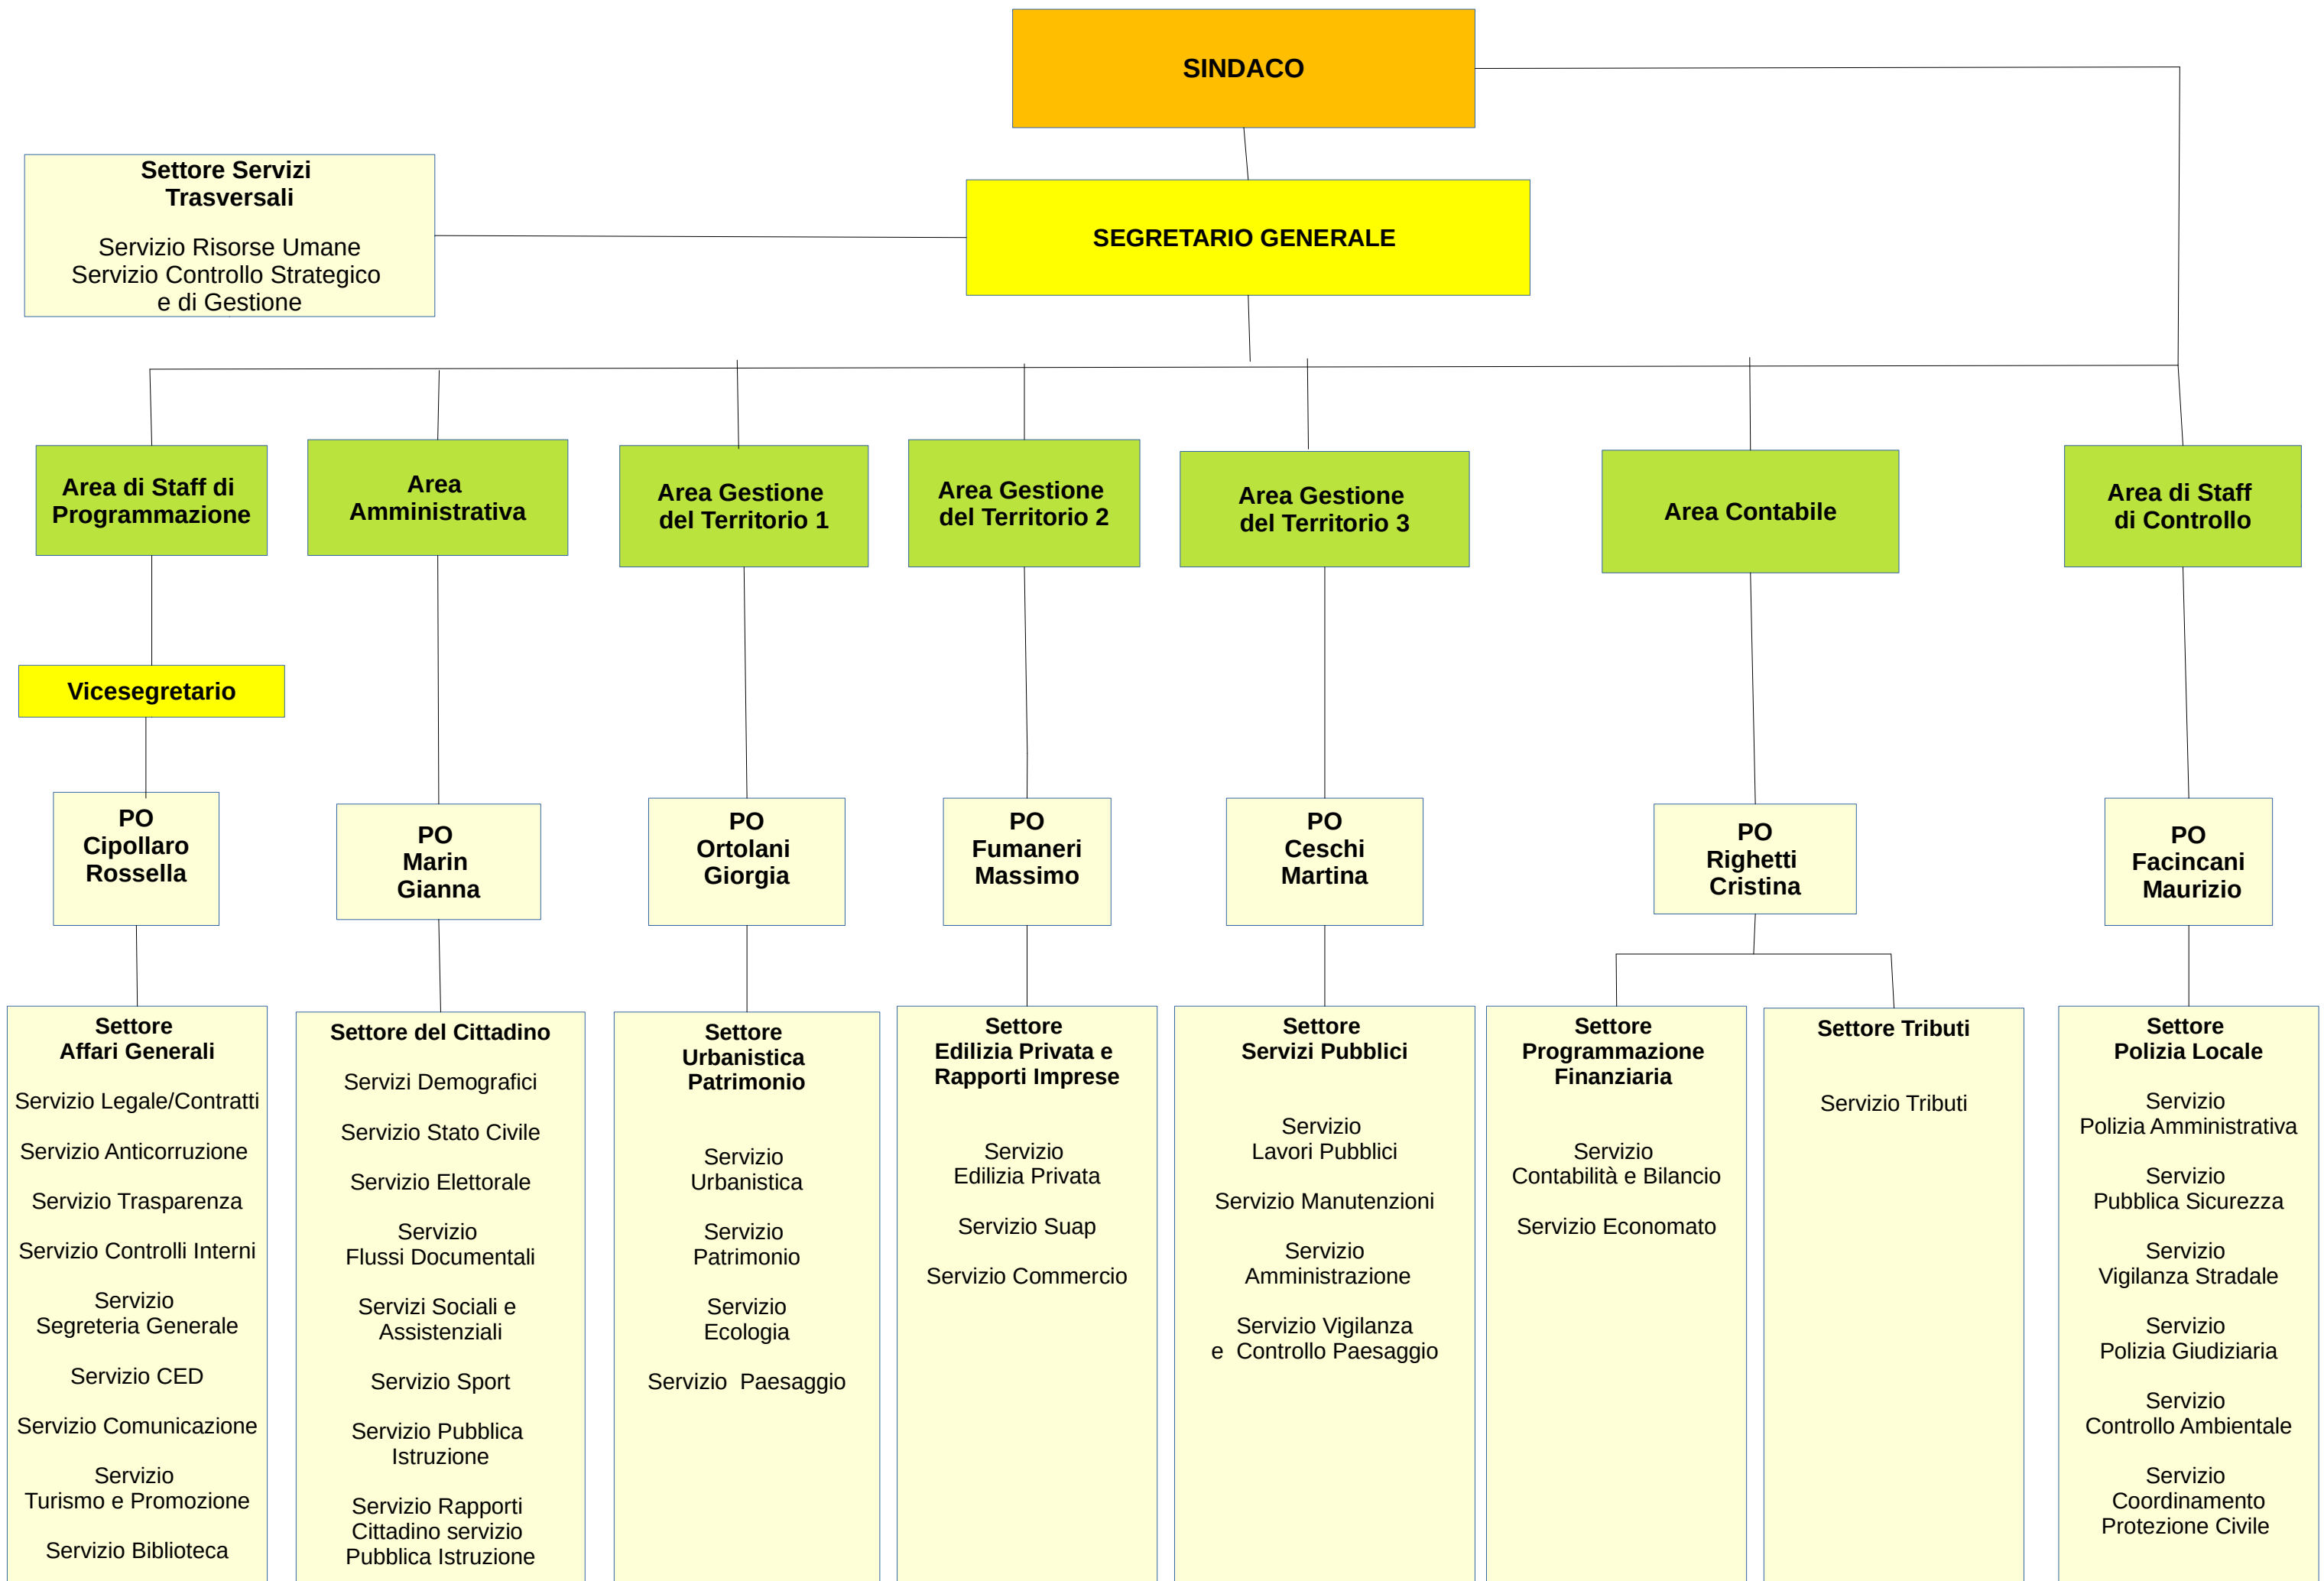 SINDACO
Settore Servizi
Trasversali
Servizio Risorse Umane
Servizio Controllo Strategico
e di Gestione
SEGRETARIO GENERALE
Area di Staff di
Programmazione
Area
Amministrativa
Area Gestione
del Territorio 1
Area Gestione
del Territorio 2
Area Gestione
del Territorio 3
Area Contabile
Area di Staff
di Controllo
Vicesegretario
PO
Cipollaro
Rossella
PO
Marin
Gianna
PO
Ortolani
Giorgia
PO
Fumaneri
Massimo
PO
Ceschi
Martina
PO
Righetti
Cristina
PO
Facincani
Maurizio
Settore
Affari Generali
Servizio Legale/Contratti
Servizio Anticorruzione
Servizio Trasparenza
Servizio Controlli Interni
Servizio
Segreteria Generale
Servizio CED
Servizio Comunicazione
Servizio
Turismo e Promozione
Servizio Biblioteca
Settore del Cittadino
Servizi Demografici
Servizio Stato Civile
Servizio Elettorale
Servizio
Flussi Documentali
Servizi Sociali e
Assistenziali
Servizio Sport
Servizio Pubblica
Istruzione
Servizio Rapporti
Cittadino servizio
Pubblica Istruzione
Settore
Urbanistica
Patrimonio
Servizio
Urbanistica
Servizio
Patrimonio
Servizio
Ecologia
Servizio  Paesaggio
Settore
Edilizia Privata e
Rapporti Imprese
Servizio
Edilizia Privata
Servizio Suap
Servizio Commercio
Settore
Servizi Pubblici
Servizio
Lavori Pubblici
Servizio Manutenzioni
Servizio
Amministrazione
Servizio Vigilanza
e  Controllo Paesaggio
Settore
Programmazione
Finanziaria
Servizio
Contabilità e Bilancio
Servizio Economato
Settore Tributi
Servizio Tributi
Settore
Polizia Locale
Servizio
Polizia Amministrativa
Servizio
Pubblica Sicurezza
Servizio
Vigilanza Stradale
Servizio
Polizia Giudiziaria
Servizio
Controllo Ambientale
Servizio
Coordinamento
Protezione Civile